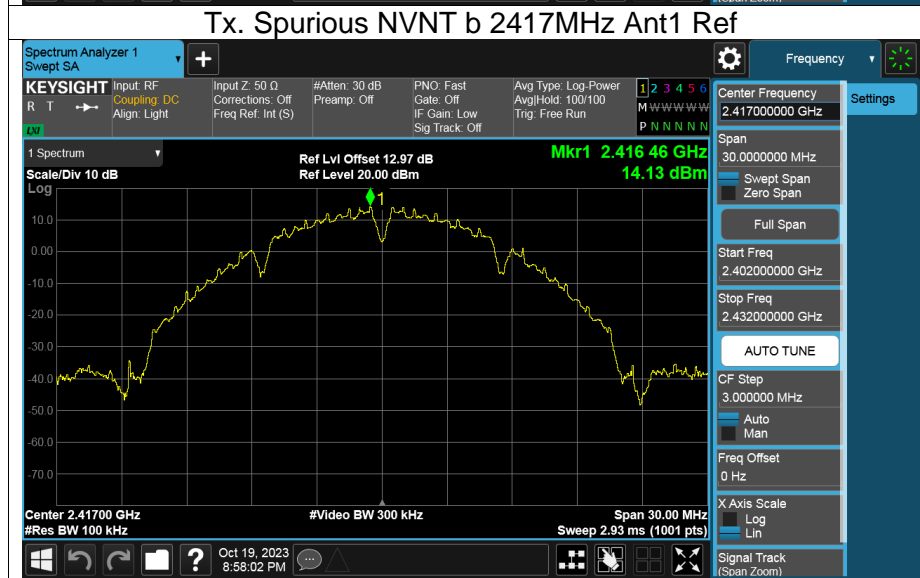 (Span Zoom)
Tx. Spurious NVNT b 2417MHz Ant1 Ref
Spectrum Analyzer 1
Swept SA
+
Frequency
KEYSIGHT
R T
LXI
Input: RF
Coupling: DC
Align: Light
Input Z: 50 Ω
Corrections: Off
Freq Ref: Int (S)
#Atten: 30 dB
Preamp: Off
PNO: Fast
Gate: Off
IF Gain: Low
Sig Track: Off
Avg Type: Log-Power
Avg|Hold: 100/100
Trig: Free Run
1 2 3 4 5 6
M W W W W W
P N N N N N
1 Spectrum
Scale/Div 10 dB
Log
Ref Lvl Offset 12.97 dB
Ref Level 20.00 dBm
Mkr1 2.416 46 GHz
14.13 dBm
1
10.0
0.00
-10.0
-20.0
-30.0
-40.0
-50.0
-60.0
-70.0
Center 2.41700 GHz
#Res BW 100 kHz
#Video BW 300 kHz
Span 30.00 MHz
Sweep 2.93 ms (1001 pts)
Center Frequency
2.417000000 GHz
Settings
Span
30.0000000 MHz
Swept Span
Zero Span
Full Span
Start Freq
2.402000000 GHz
Stop Freq
2.432000000 GHz
AUTO TUNE
CF Step
3.000000 MHz
Auto
Man
Freq Offset
0 Hz
X Axis Scale
Log
Lin
Signal Track
(Span Zoom)
?
Oct 19, 2023
8:58:02 PM